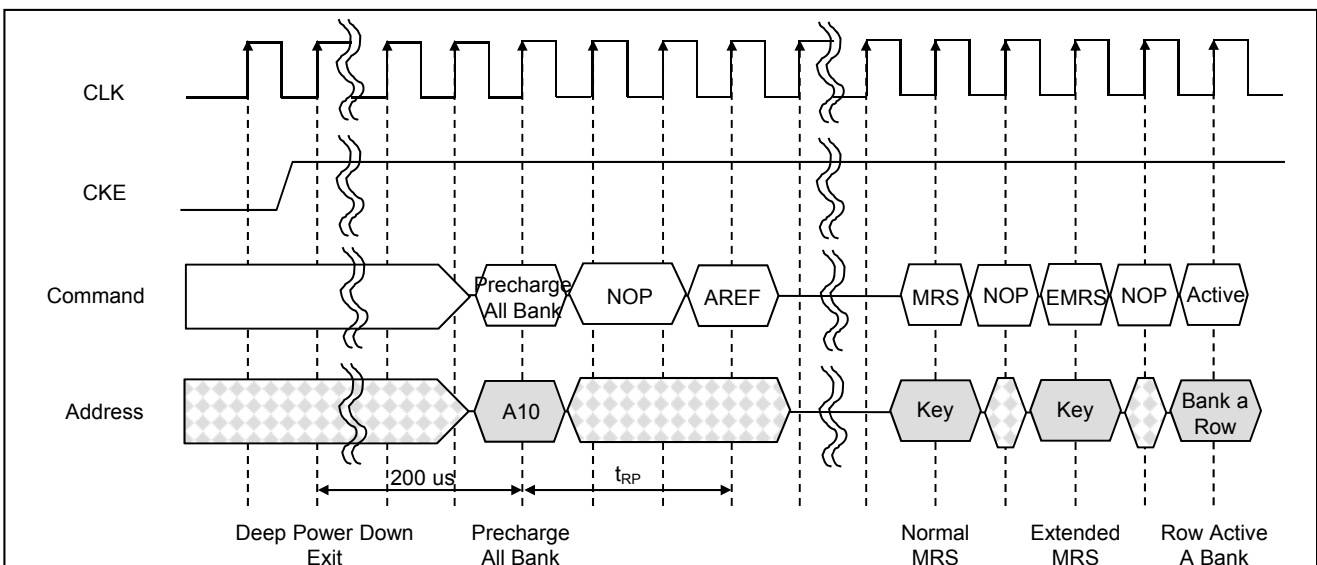 CLK
CKE
Command
Precharge
All Bank
NOP
AREF
MRS
NOP
EMRS
NOP
Active
Address
A10
Key
Key
Bank a
Row
200 us
tRP
Deep Power Down
Exit
Precharge
All Bank
Normal
MRS
Extended
MRS
Row Active
A Bank